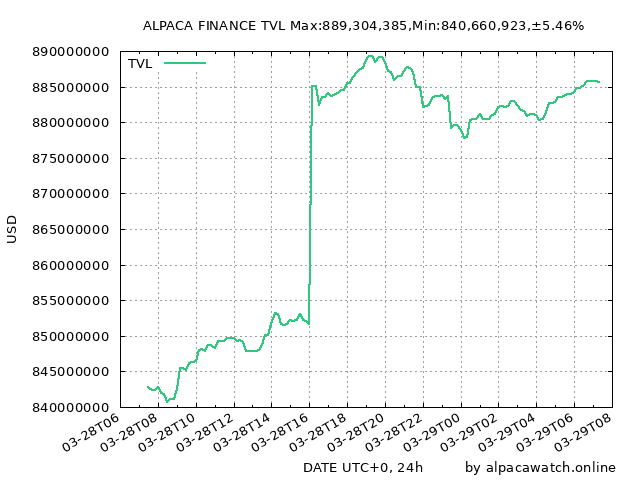 ALPACA FINANCE TVL Max:889,304,385,Min:840,660,923,±5.46%
890000000
885000000
880000000
875000000
870000000
865000000
860000000
855000000
850000000
845000000
840000000
USD
TVL
03-28T06
03-28T08
03-28T10
03-28T12
03-28T14
03-28T16
03-28T18
03-28T20
03-28T22
03-29T00
03-29T02
03-29T04
03-29T06
03-29T08
DATE UTC+0, 24h
by alpacawatch.online